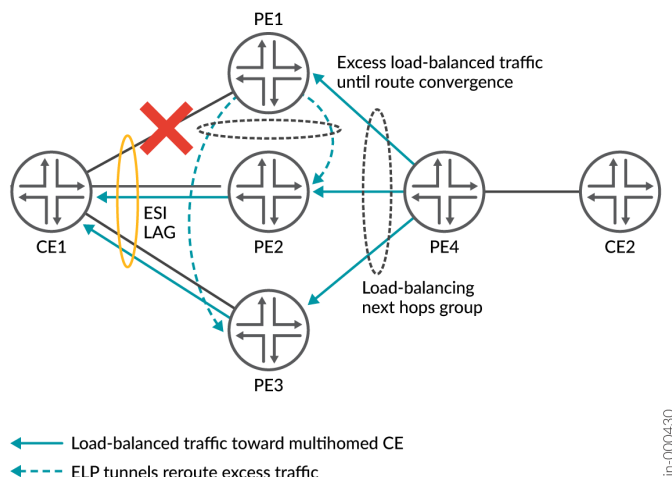 PE1
Excess load-balanced traffic
until route convergence
ESI
LAG
CE1
PE2
PE4
CE2
Load-balancing
next hops group
PE3
jn-000430
Load-balanced traffic toward multihomed CE
ELP tunnels reroute excess traffic